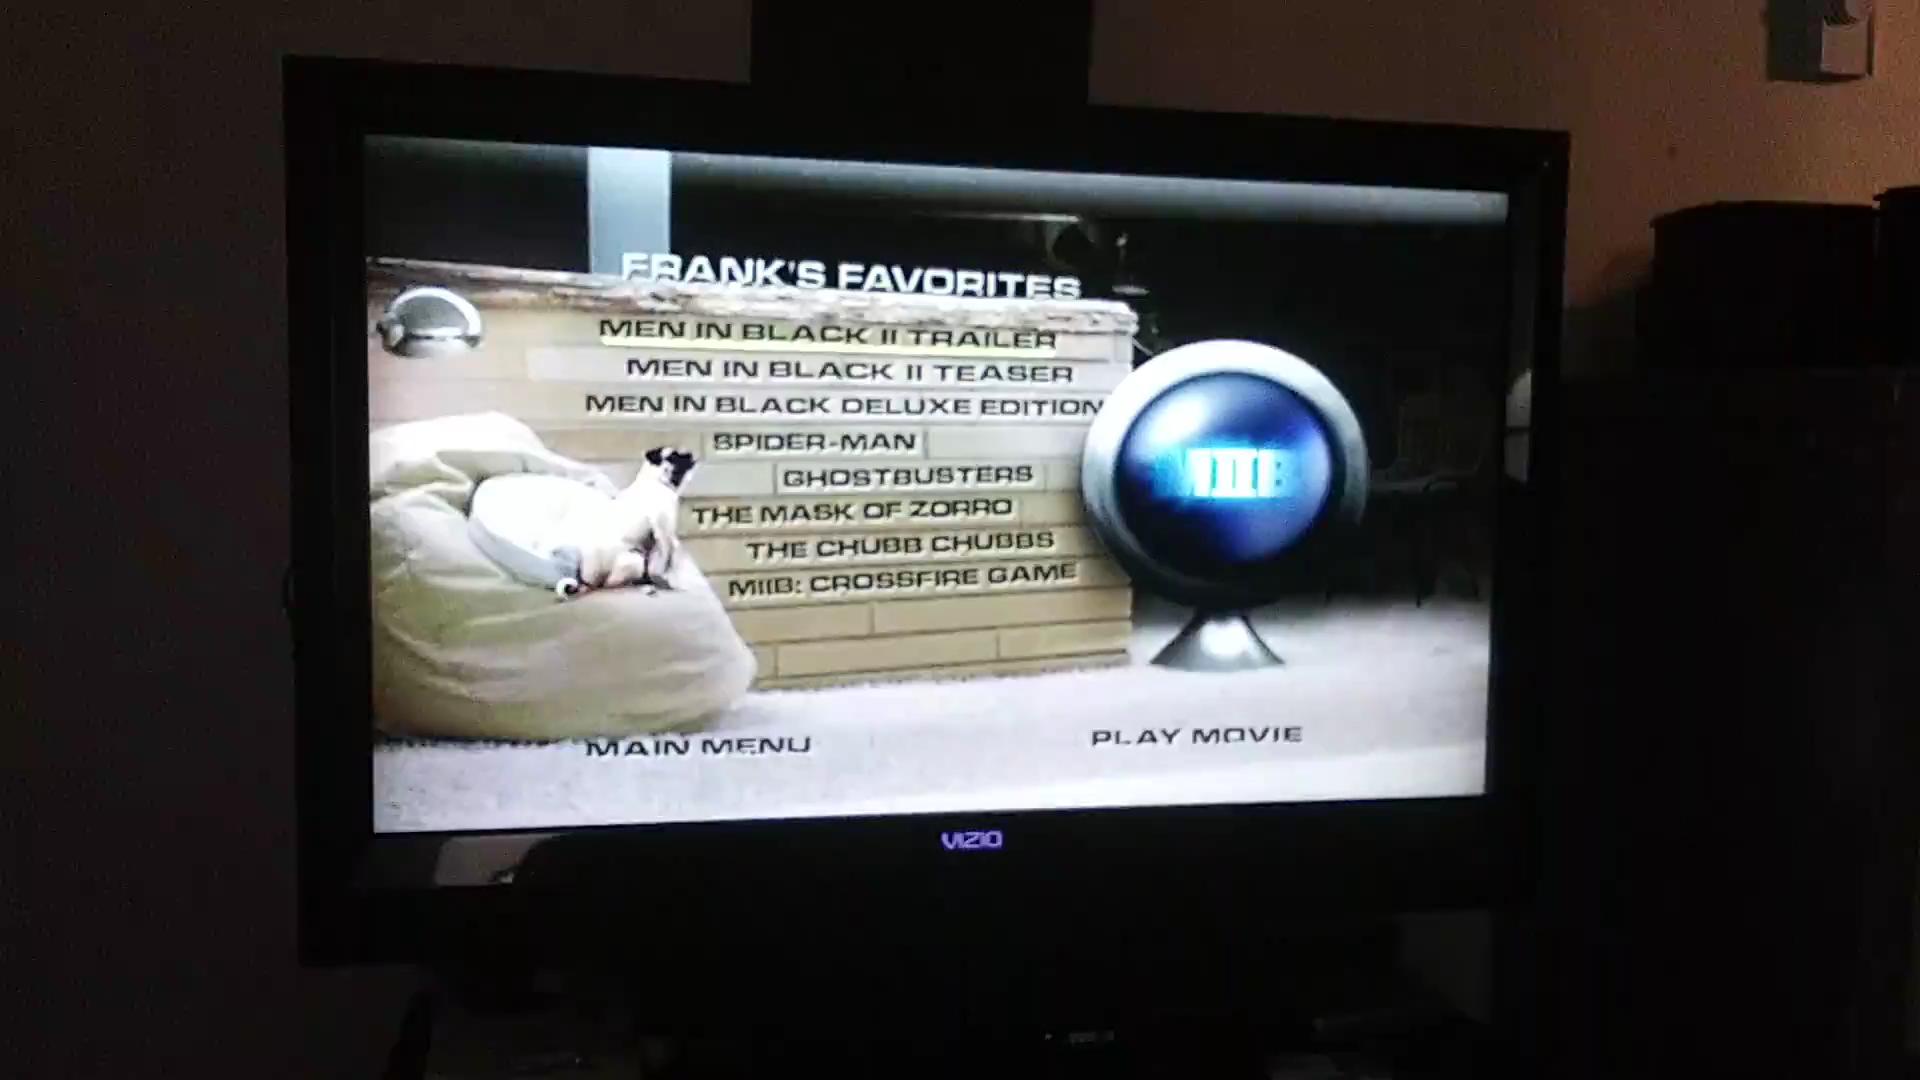 FRANK'S FAVORITES
MEN IN BLACK II TRAILER
MEN IN BLACK II TEASER
MEN IN BLACK DELUXE EDITION
SPIDER-MAN
GHOSTBUSTERS
THE MASK OF ZORRO
THE CHUBB CHUBBS
MIIB: CROSSFIRE GAME
MIIB
MAIN MENU
PLAY MOVIE
VIZIO